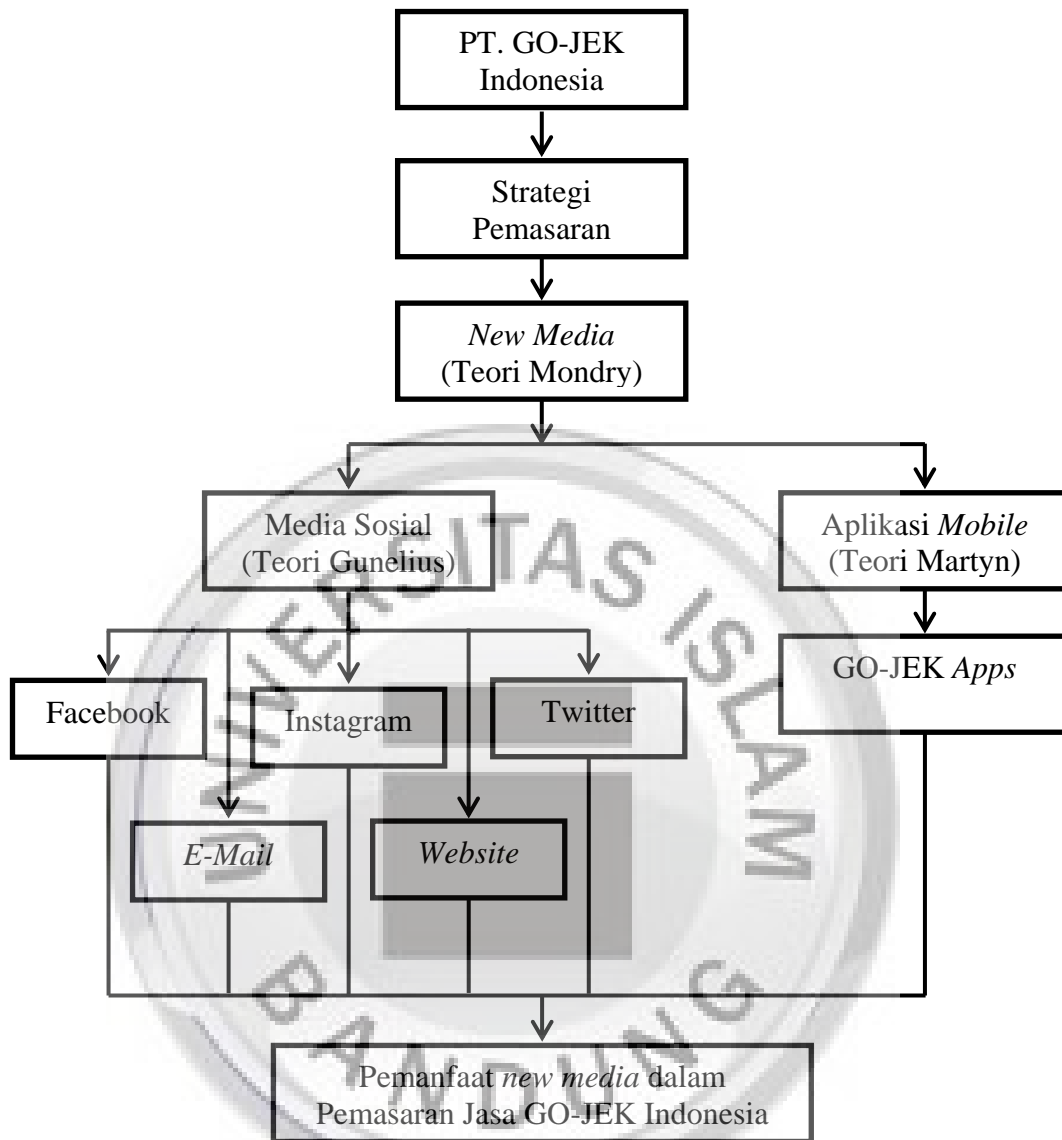 PT. GO-JEK
Indonesia
Strategi
Pemasaran
New Media
(Teori Mondry)
Media Sosial
(Teori Gunelius)
Aplikasi Mobile
(Teori Martyn)
GO-JEK Apps
Facebook
Instagram
Twitter
E-Mail
Website
Pemanfaat new media dalam
Pemasaran Jasa GO-JEK Indonesia
UNIVERSITAS ISLAM
BANDUNG